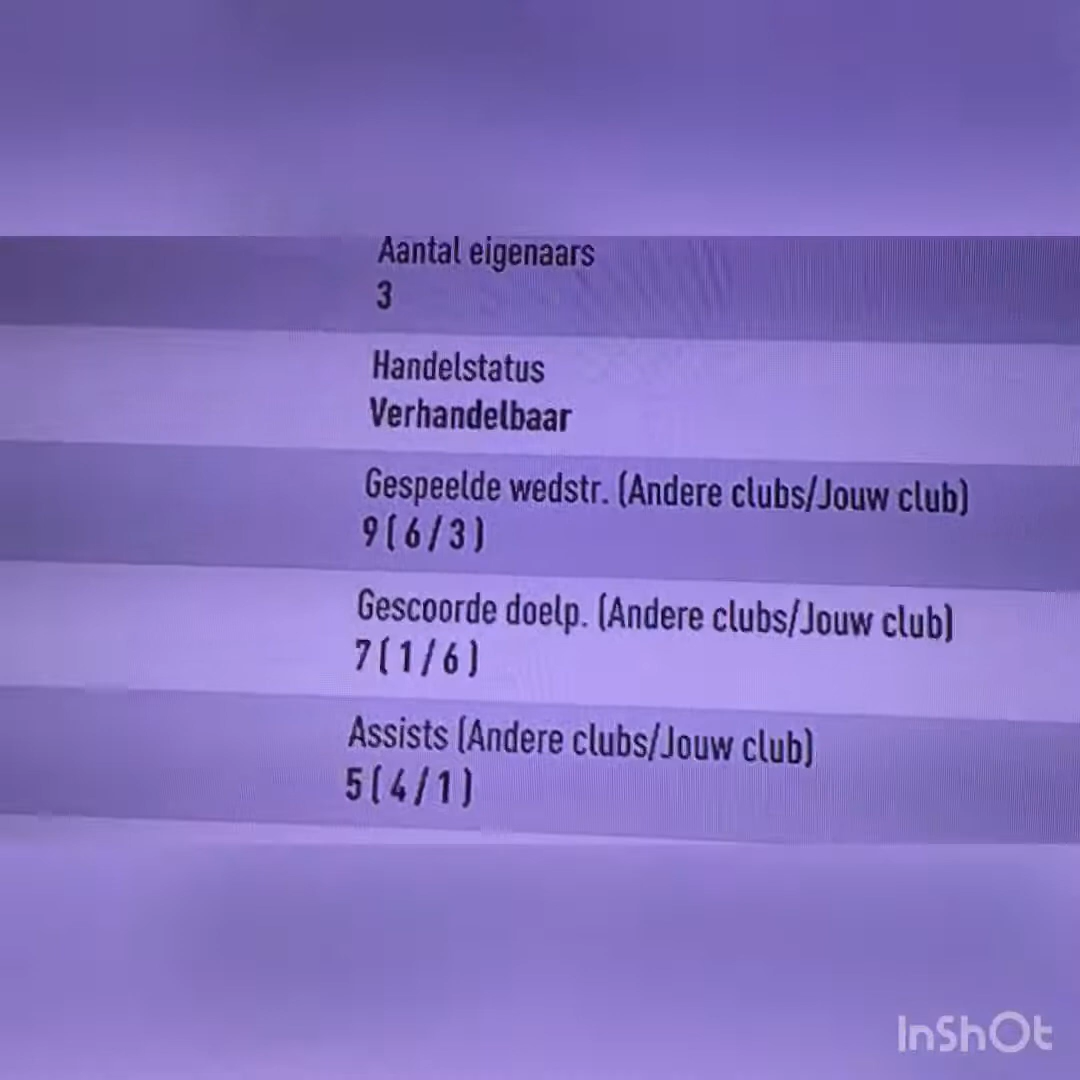 Aantal eigenaars
3
Handelstatus
Verhandelbaar
Gespeelde wedstr. (Andere clubs/Jouw club)
9 ( 6 / 3 )
Gescoorde doelp. (Andere clubs/Jouw club)
7 ( 1 / 6 )
Assists (Andere clubs/Jouw club)
5 ( 4 / 1 )
InShOt